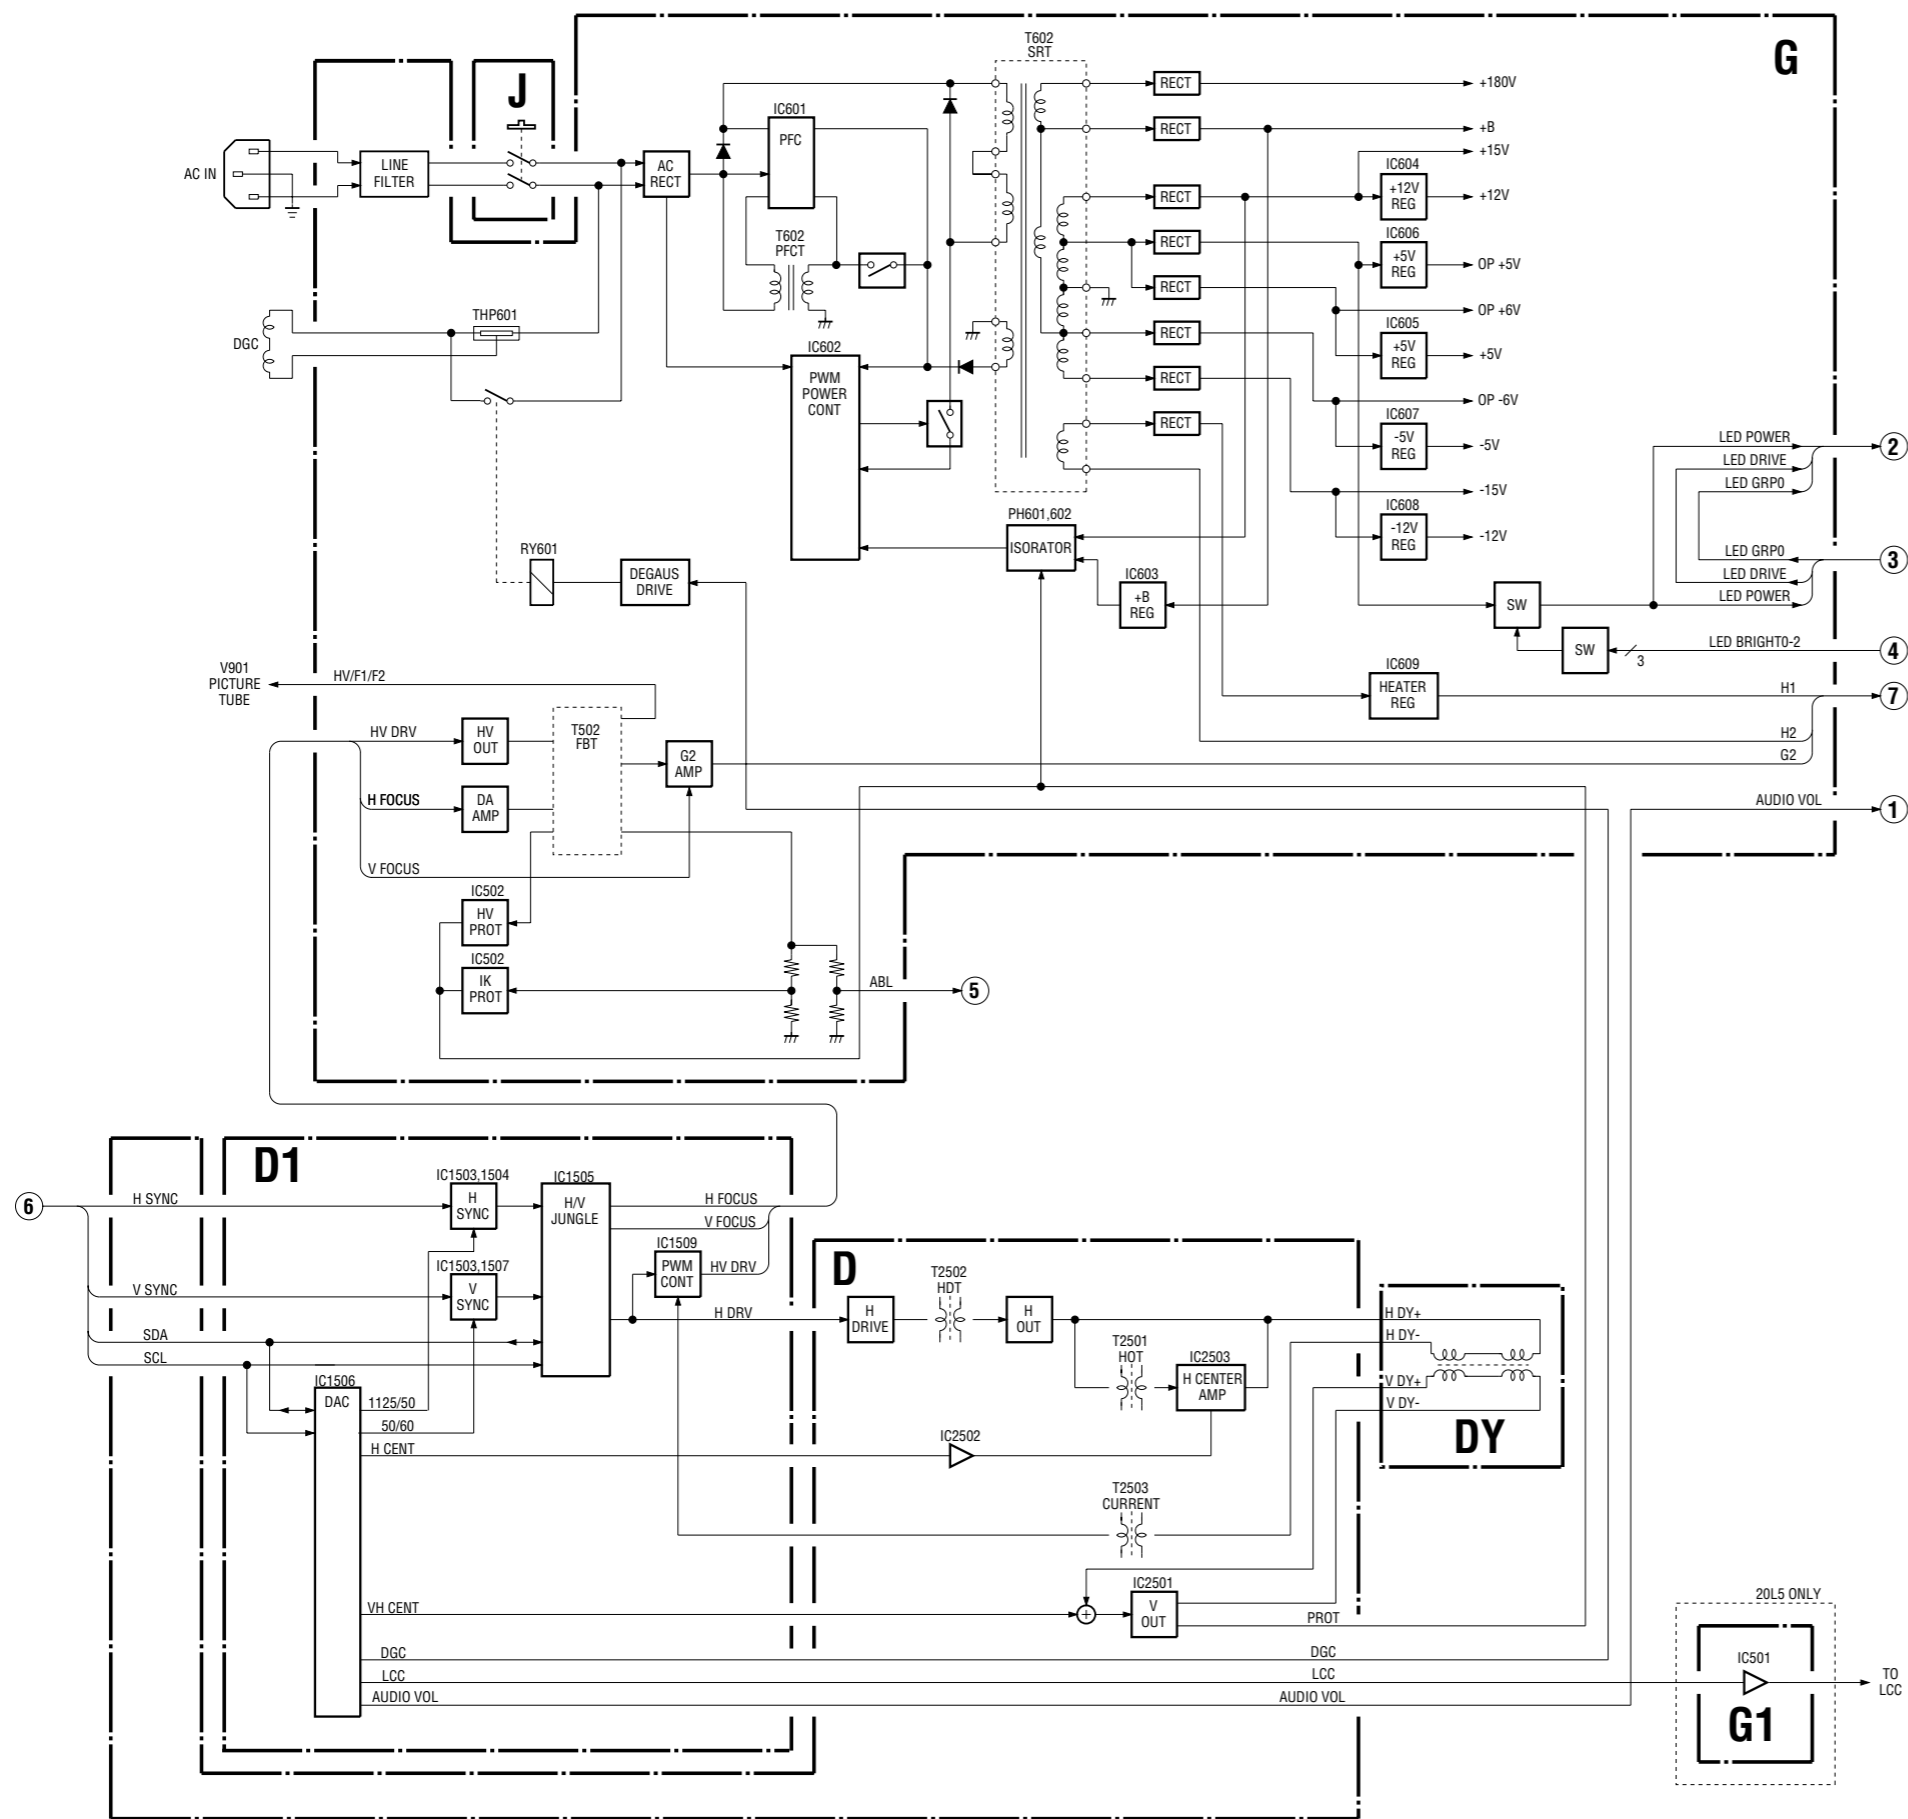 G
J
T602
SRT
AC IN
LINE
FILTER
AC
RECT
IC601
PFC
T602
PFCT
RECT
+180V
RECT
+B
+15V
RECT
IC604
+12V
REG
+12V
RECT
IC606
+5V
REG
OP +5V
RECT
OP +6V
RECT
IC605
+5V
REG
+5V
RECT
OP -6V
RECT
IC607
-5V
REG
-5V
-15V
IC608
-12V
REG
-12V
THP601
DGC
IC602
PWM
POWER
CONT
PH601,602
ISORATOR
IC603
+B
REG
RY601
DEGAUS
DRIVE
LED POWER
LED DRIVE
LED GRP0
2
LED GRP0
LED DRIVE
LED POWER
3
SW
SW
3
LED BRIGHT0-2
4
IC609
HEATER
REG
H1
7
H2
G2
AUDIO VOL
1
V901
PICTURE
TUBE
HV/F1/F2
HV DRV
HV
OUT
T502
FBT
G2
AMP
H FOCUS
DA
AMP
V FOCUS
IC502
HV
PROT
IC502
IK
PROT
ABL
5
D1
6
H SYNC
IC1503,1504
H
SYNC
IC1505
H/V
JUNGLE
H FOCUS
V FOCUS
IC1503,1507
V
SYNC
V SYNC
IC1509
PWM
CONT
HV DRV
SDA
SCL
H DRV
IC1506
DAC
1125/50
50/60
H CENT
D
H
DRIVE
T2502
HDT
H
OUT
T2501
HOT
IC2503
H CENTER
AMP
IC2502
T2503
CURRENT
H DY+
H DY-
V DY+
V DY-
DY
VH CENT
+
IC2501
V
OUT
PROT
DGC
DGC
LCC
LCC
AUDIO VOL
AUDIO VOL
20L5 ONLY
IC501
G1
TO
LCC